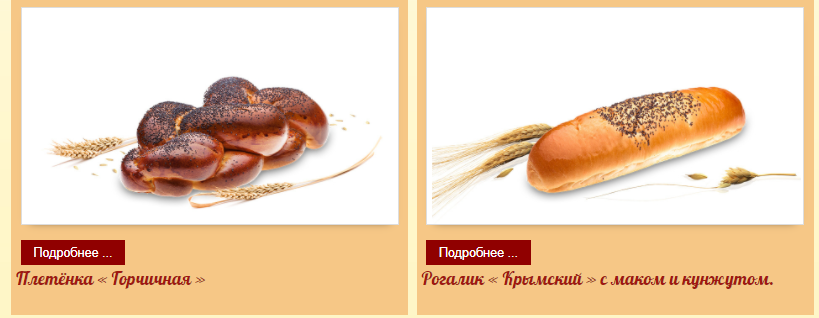 Подробнее ...
Подробнее ...
Плетёнка « Горчичная »
Рогалик « Крымский » с маком и кунжутом.